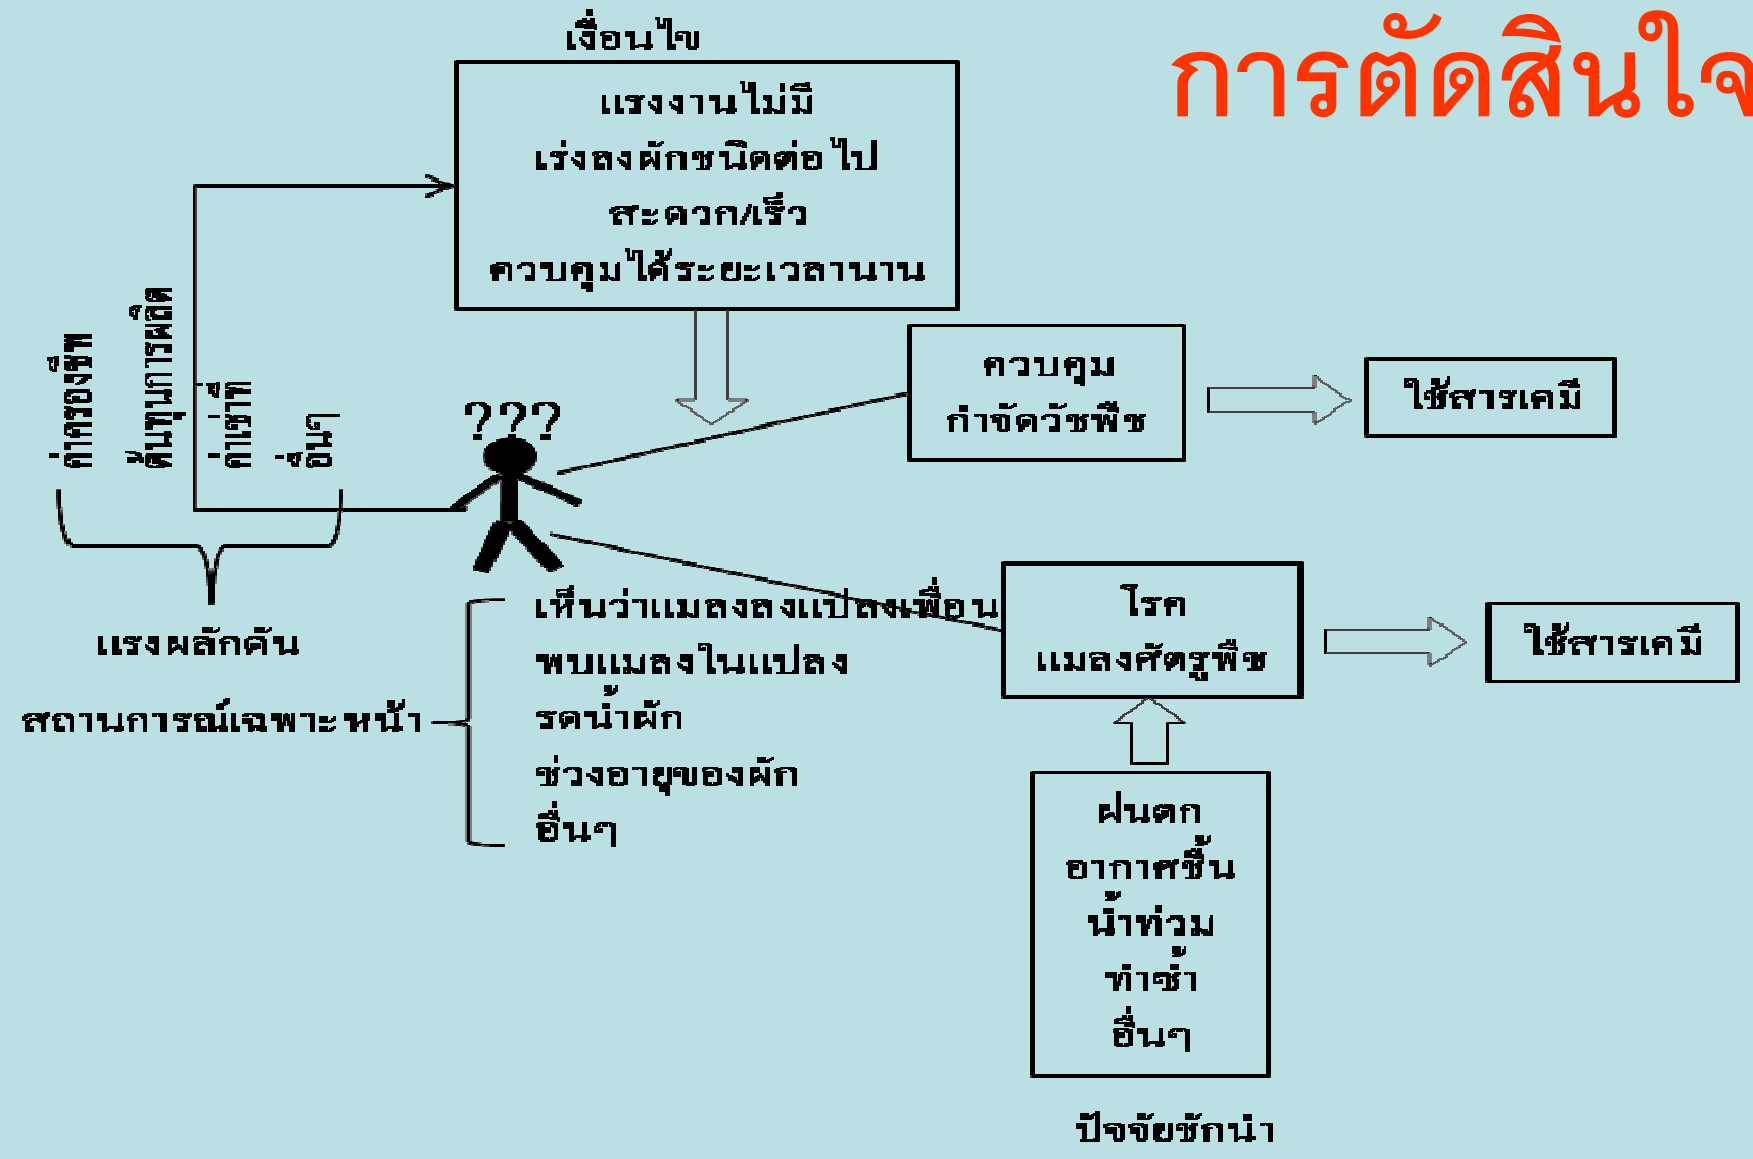 การตัดสินใจ
เงื่อนไข
แรงงานไม่มี
เร่งลงผักชนิดต่อไป
สะดวก/เร็ว
ควบคุมได้ระยะเวลานาน
ค่าครองชีพ
ต้นทุนการผลิต
ค่าเช่าที่
อื่นๆ
แรงผลักดัน
???
ควบคุม
กำจัดวัชพืช
ใช้สารเคมี
สถานการณ์เฉพาะหน้า
เห็นว่าแมลงลงแปลงเพื่อน
พบแมลงในแปลง
รดน้ำผัก
ช่วงอายุของผัก
อื่นๆ
โรค
แมลงศัตรูพืช
ใช้สารเคมี
ฝนตก
อากาศชื้น
น้ำท่วม
ทำซ้ำ
อื่นๆ
ปัจจัยชักนำ